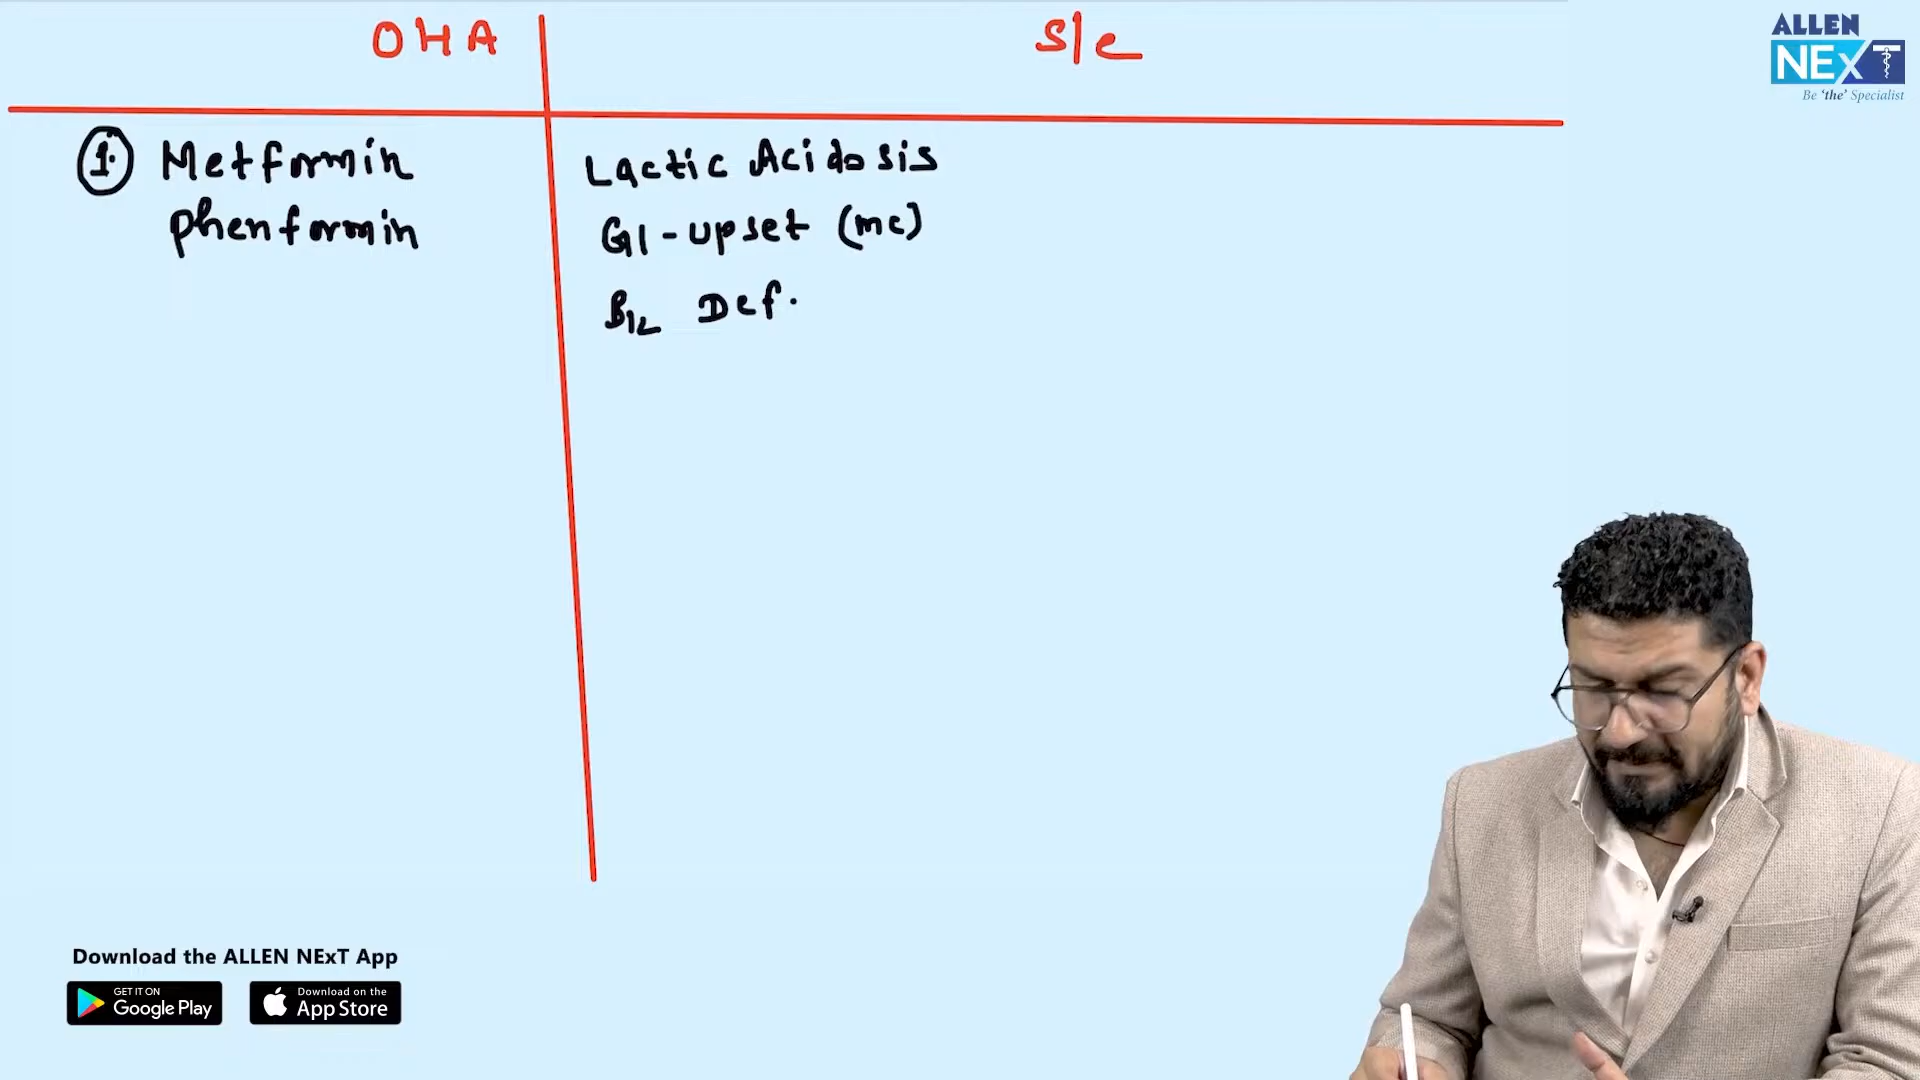 OHA
S/e
ALLEN
NExT
Be 'the' Specialist
1. Metformin
phenformin
Lactic Acidosis
GI-upset (mc)
B12 Def.
Download the ALLEN NExT App
GET IT ON
Google Play
Download on the
App Store